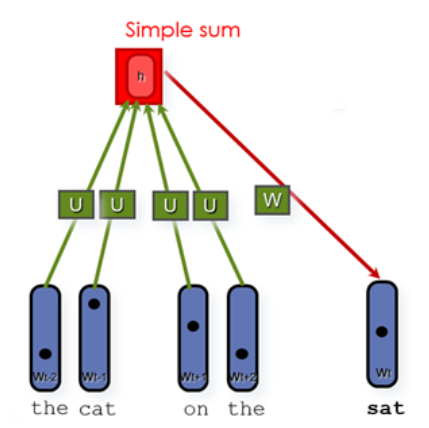 Simple sum
h
U U U U W
Wt-2 Wt-1 Wt+1 Wt+2 Wt
the cat on the sat